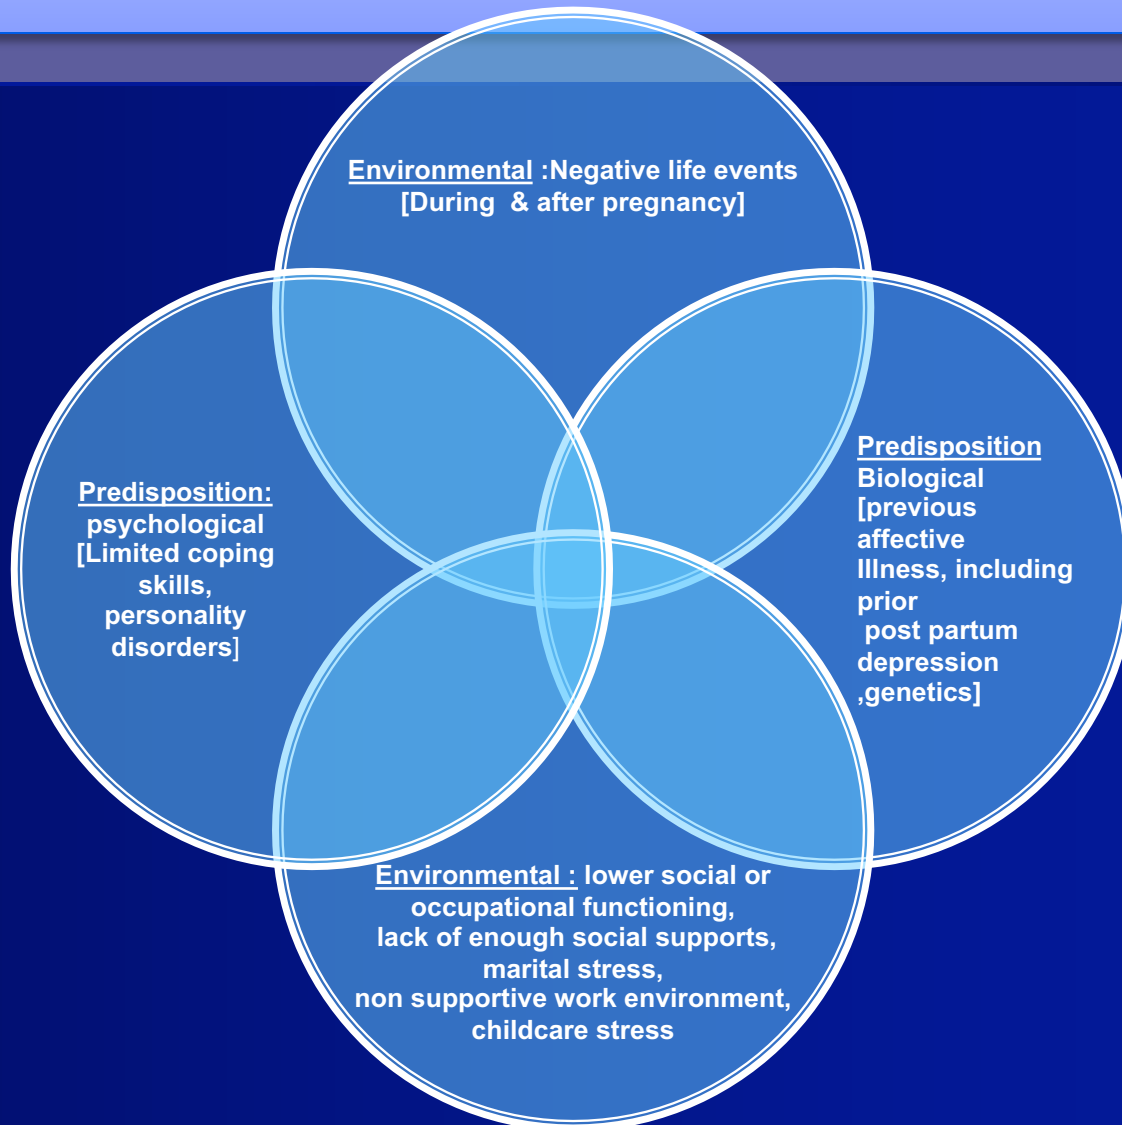 Environmental :Negative life events
[During & after pregnancy]
Predisposition:
psychological
[Limited coping
skills,
personality
disorders]
Predisposition
Biological
[previous
affective
Illness, including
prior
post partum
depression
,genetics]
Environmental : lower social or
occupational functioning,
lack of enough social supports,
marital stress,
non supportive work environment,
childcare stress